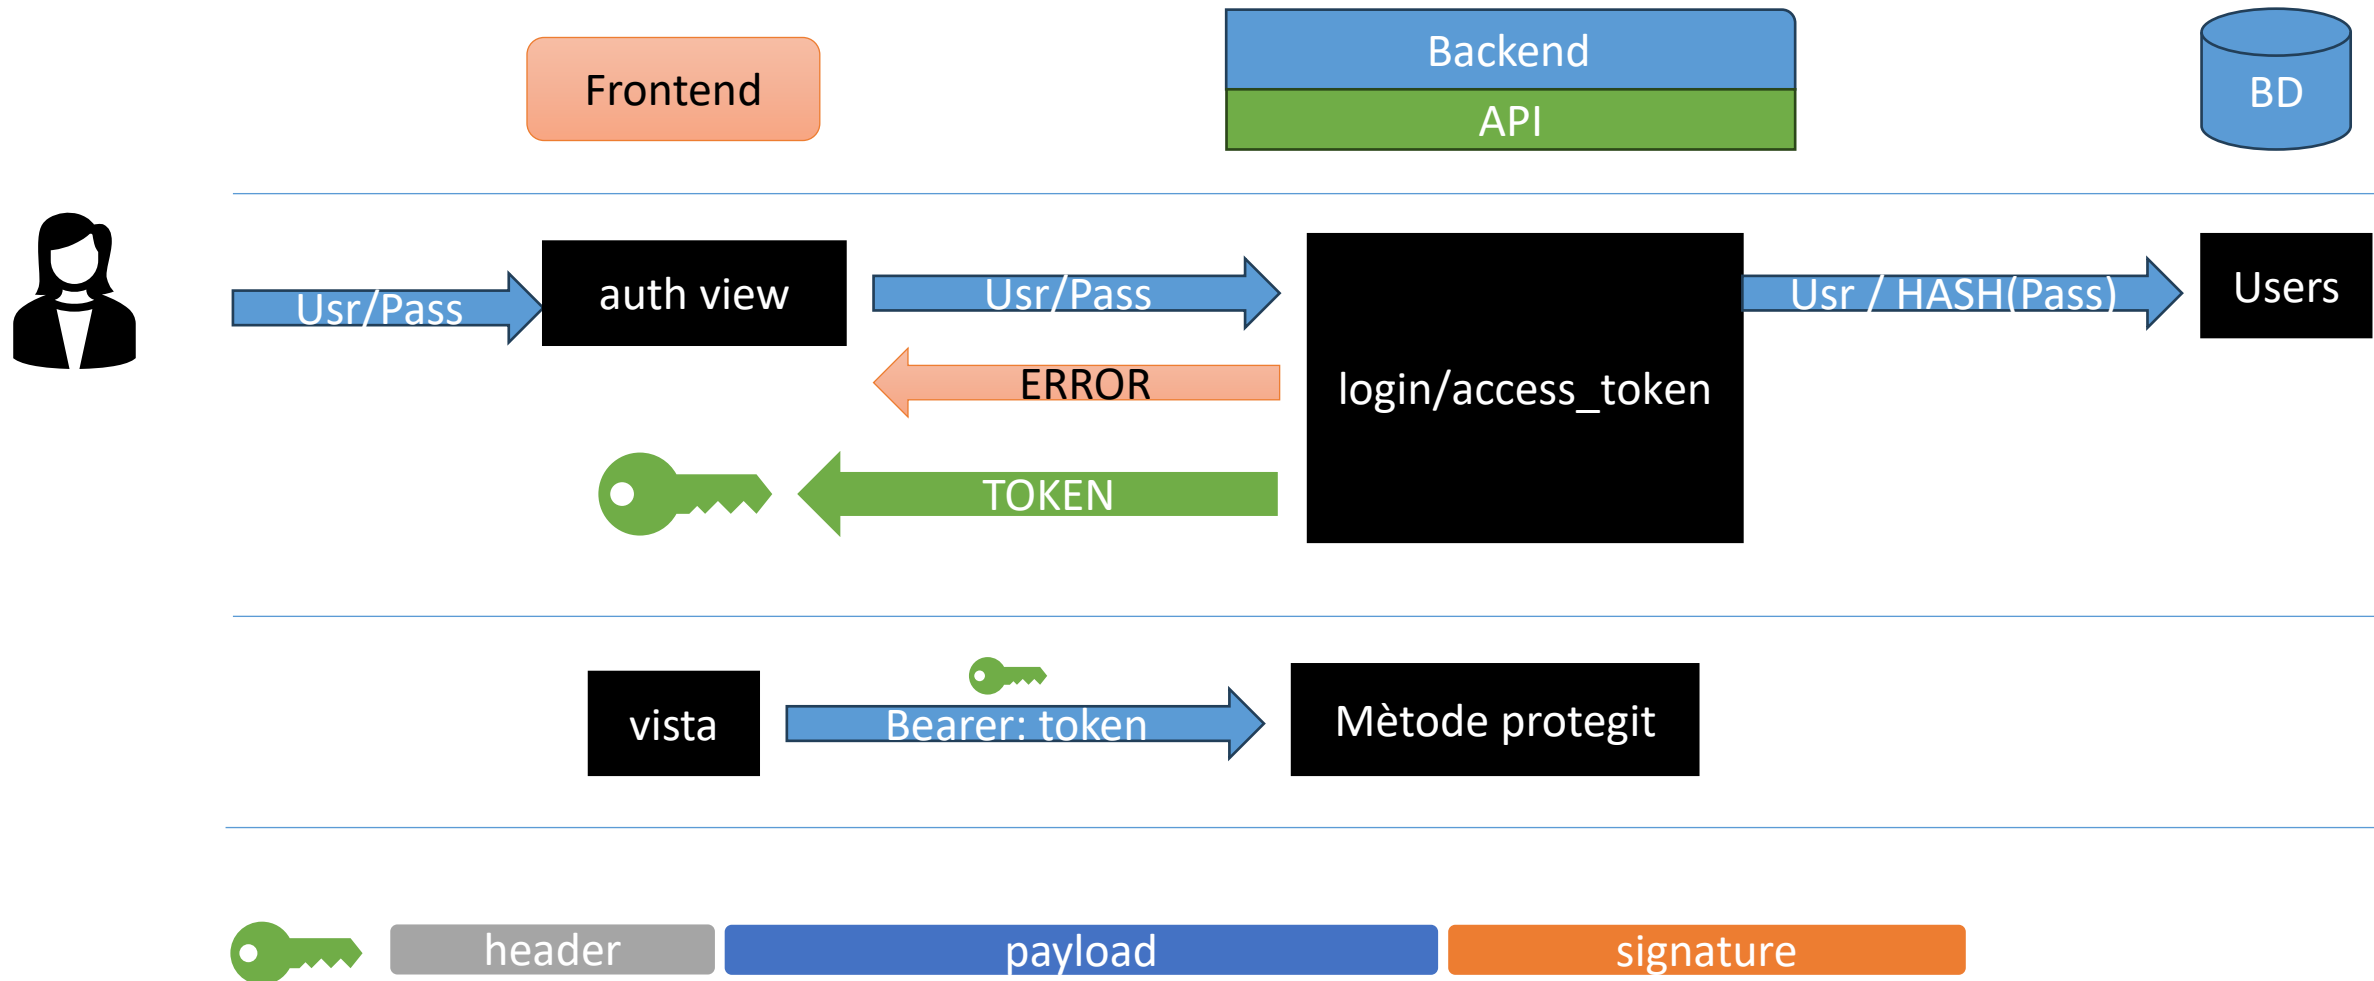 Frontend
Backend
API
BD
Usr/Pass
auth view
Usr/Pass
ERROR
TOKEN
login/access_token
Usr / HASH(Pass)
Users
vista
Bearer: token
Mètode protegit
header
payload
signature